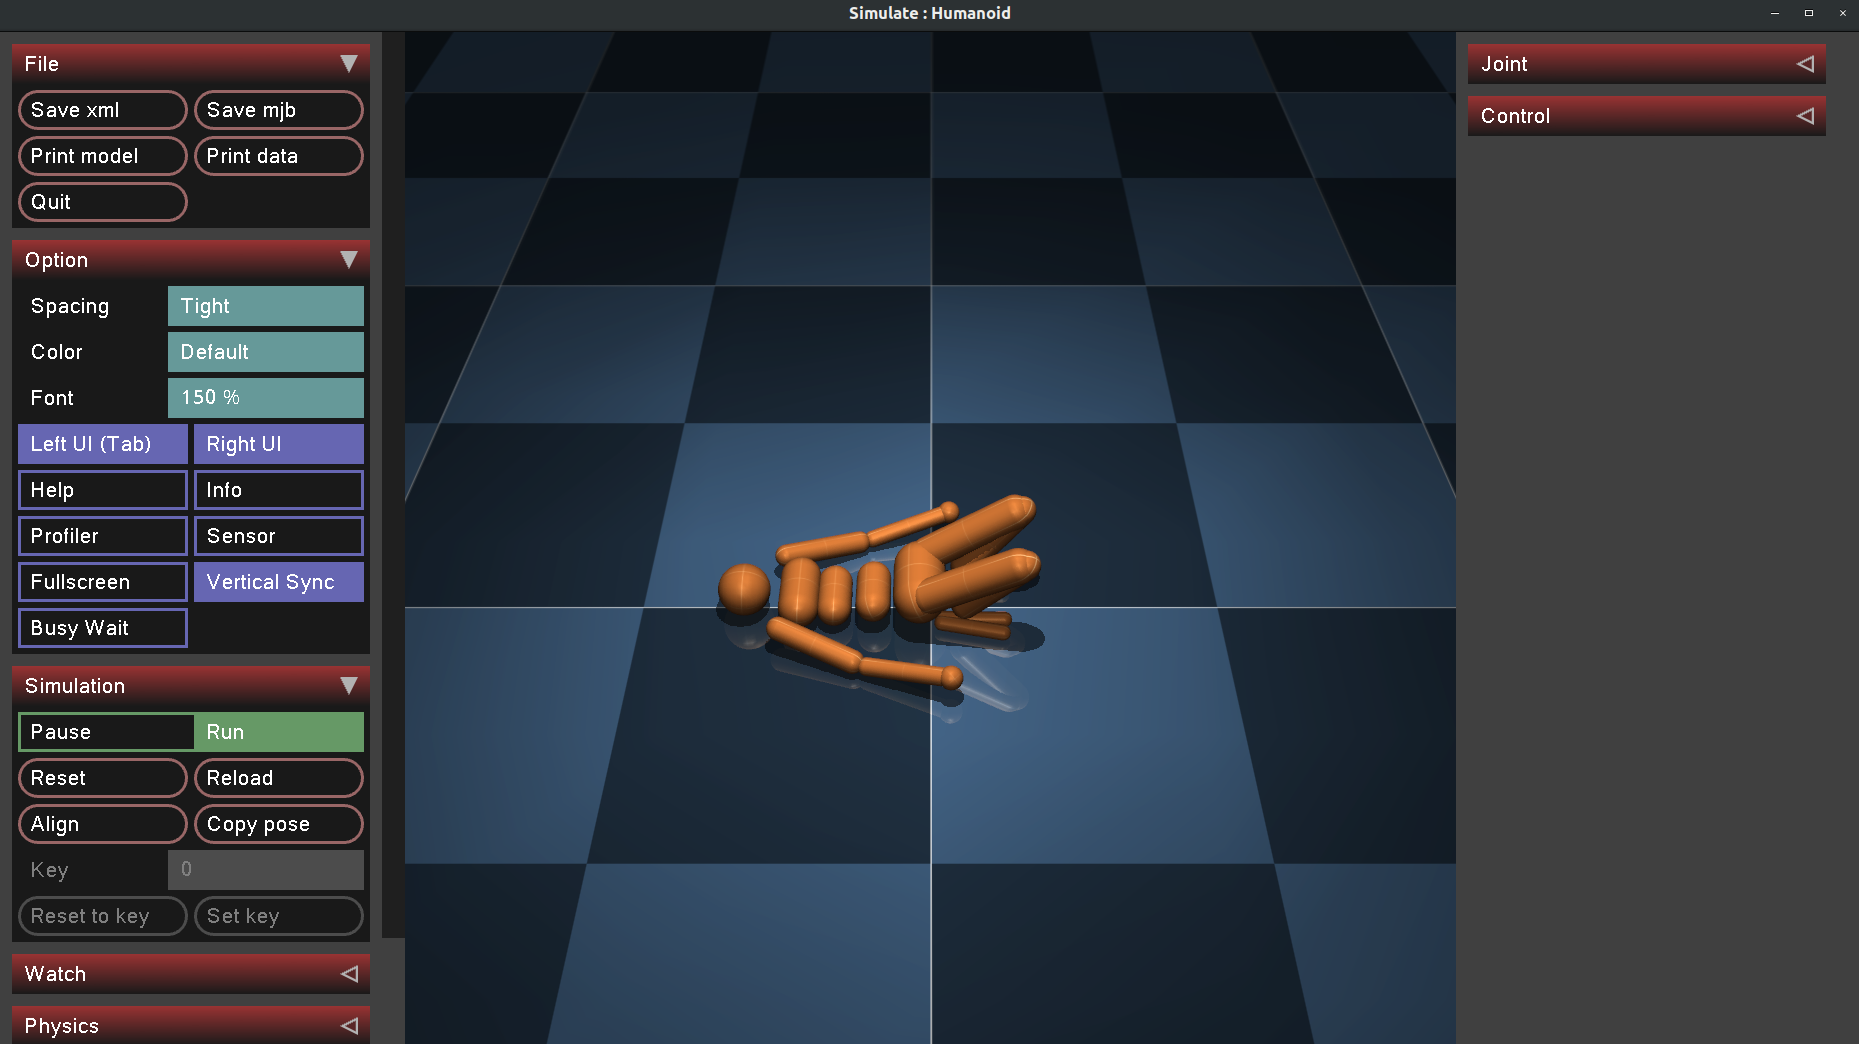 Simulate : Humanoid
File
Save xml Save mjb
Print model Print data
Quit
Option
Spacing Tight
Color Default
Font 150 %
Left UI (Tab) Right UI
Help Info
Profiler Sensor
Fullscreen Vertical Sync
Busy Wait
Simulation
Pause Run
Reset Reload
Align Copy pose
Key 0
Reset to key Set key
Watch
Physics
Joint
Control